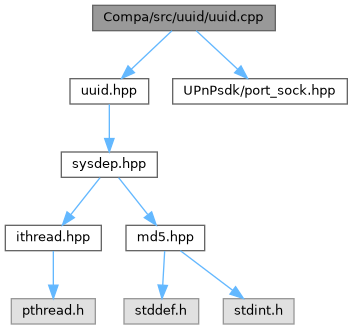 Compa/src/uuid/uuid.cpp
uuid.hpp
UPnPsdk/port_sock.hpp
sysdep.hpp
ithread.hpp
md5.hpp
pthread.h
stddef.h
stdint.h